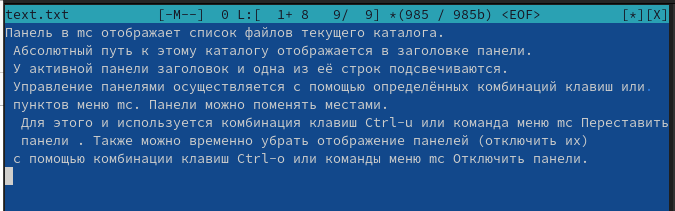 text.txt [-M--] 0 L:[ 1+ 8 9/ 9] *(985 / 985b) <EOF> [*][X]
Панель в mc отображает список файлов текущего каталога.
Абсолютный путь к этому каталогу отображается в заголовке панели.
У активной панели заголовок и одна из её строк подсвечиваются.
Управление панелями осуществляется с помощью определённых комбинаций клавиш или.
пунктов меню mc. Панели можно поменять местами.
Для этого и используется комбинация клавиш Ctrl-u или команда меню mc Переставить
панели . Также можно временно убрать отображение панелей (отключить их)
с помощью комбинации клавиш Ctrl-o или команды меню mc Отключить панели.